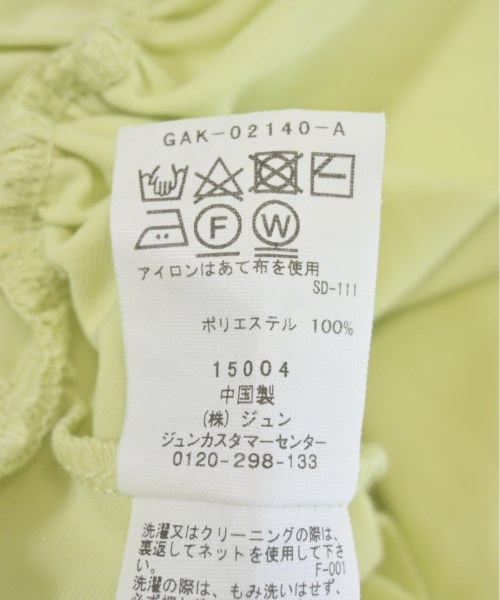 GAK-02140-A
F W
アイロンはあて布を使用
SD-111
ポリエステル 100%
15004
中国製
(株) ジュン
ジュンカスタマーセンター
0120-298-133
洗濯又はクリーニングの際は、
裏返してネットを使用して下さ
い。 F-001
洗濯の際は、もみ洗いはせず、